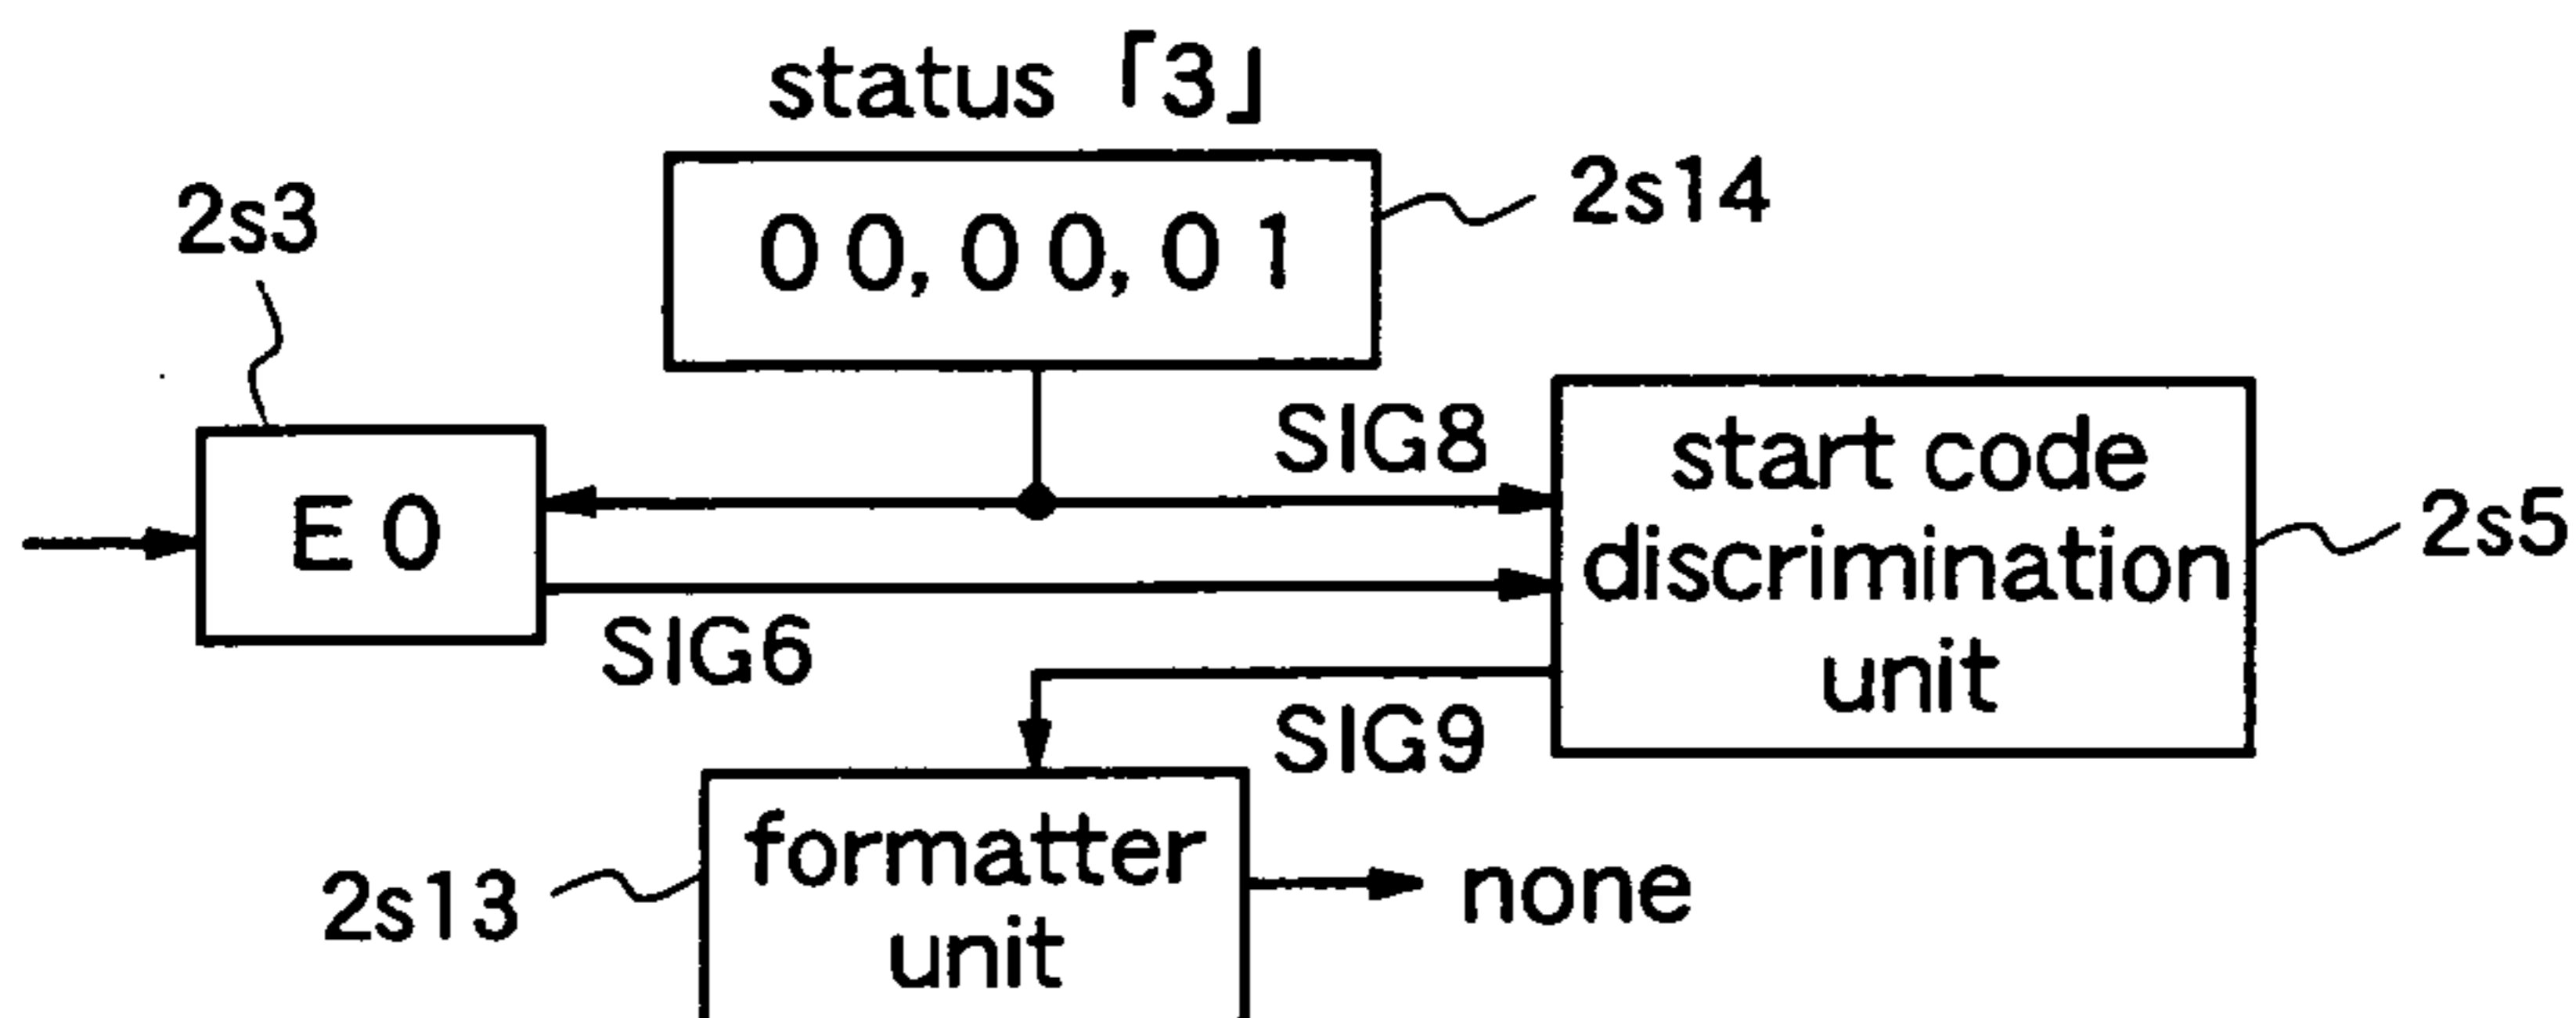 status「3」
2s3
00,00,01
2s14
SIG8
start code
discrimination
unit
E0
2s5
SIG6
SIG9
formatter
unit
2s13
none